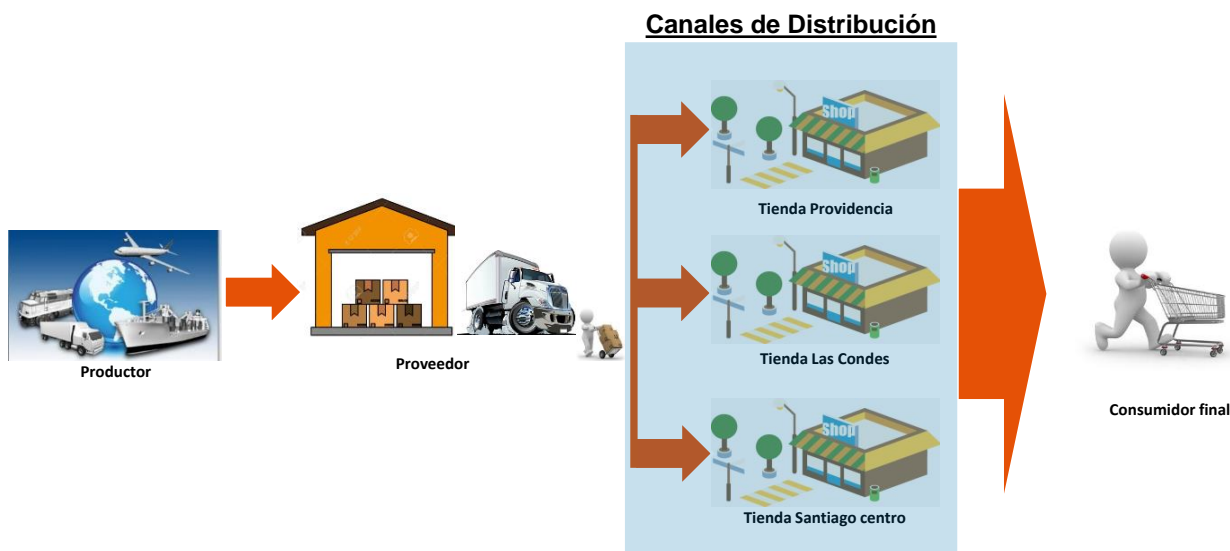 Canales de Distribución
Shop
Tienda Providencia
Shop
Productor
Proveedor
Tienda Las Condes
Shop
Consumidor final
Tienda Santiago centro